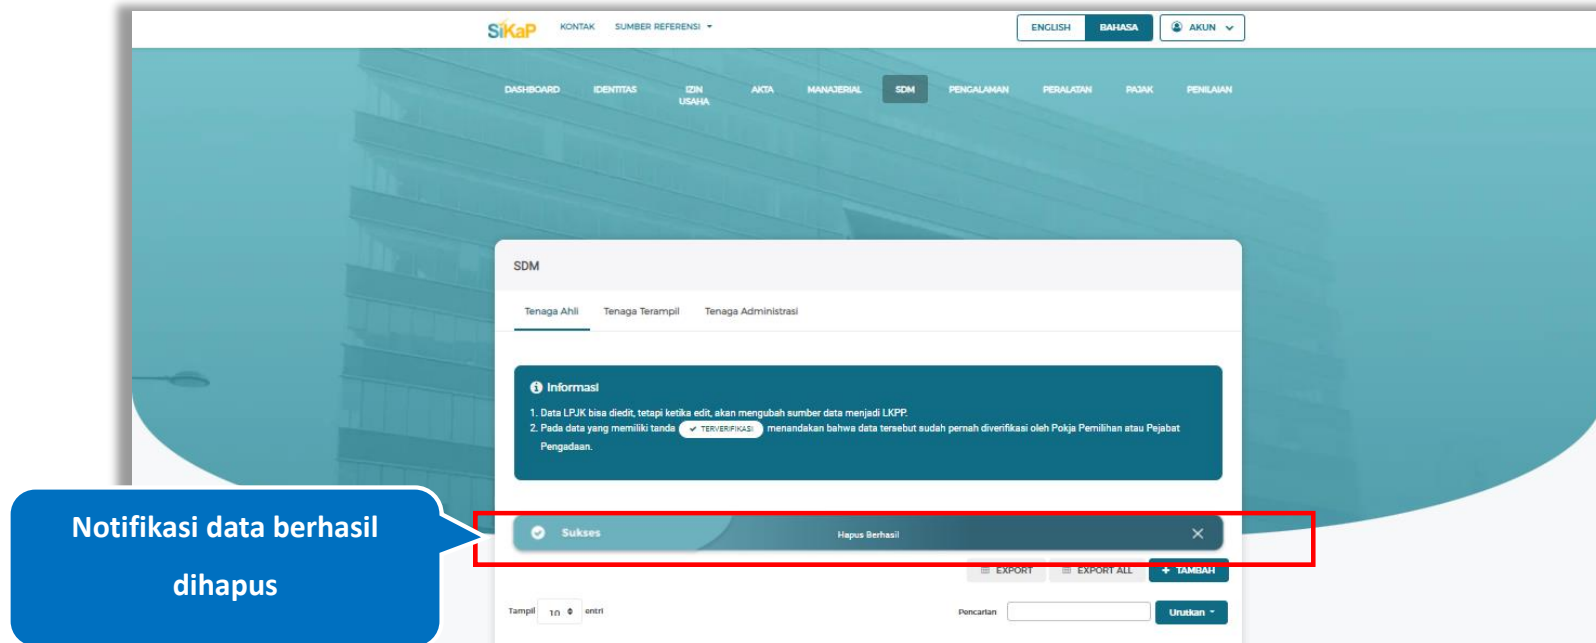 SiKaP KONTAK SUMBER REFERENSI ENGLISH BAHASA AKUN
DASHBOARD IDENTITAS IZIN USAHA AKTA MANAJERIAL SDM PENGALAMAN PERALATAN PAJAK PENILAIAN
SDM
Tenaga Ahli Tenaga Terampil Tenaga Administrasi
Informasi
1. Data LPJK bisa diedit, tetapi ketika edit, akan mengubah sumber data menjadi LKPP.
2. Pada data yang memiliki tanda TERVERIFIKASI menandakan bahwa data tersebut sudah pernah diverifikasi oleh Pokja Pemilihan atau Pejabat
Pengadaan.
Notifikasi data berhasil
dihapus
Sukses Hapus Berhasil
EXPORT EXPORT ALL + TAMBAH
Tampil 10 entri Pencarian Urutkan